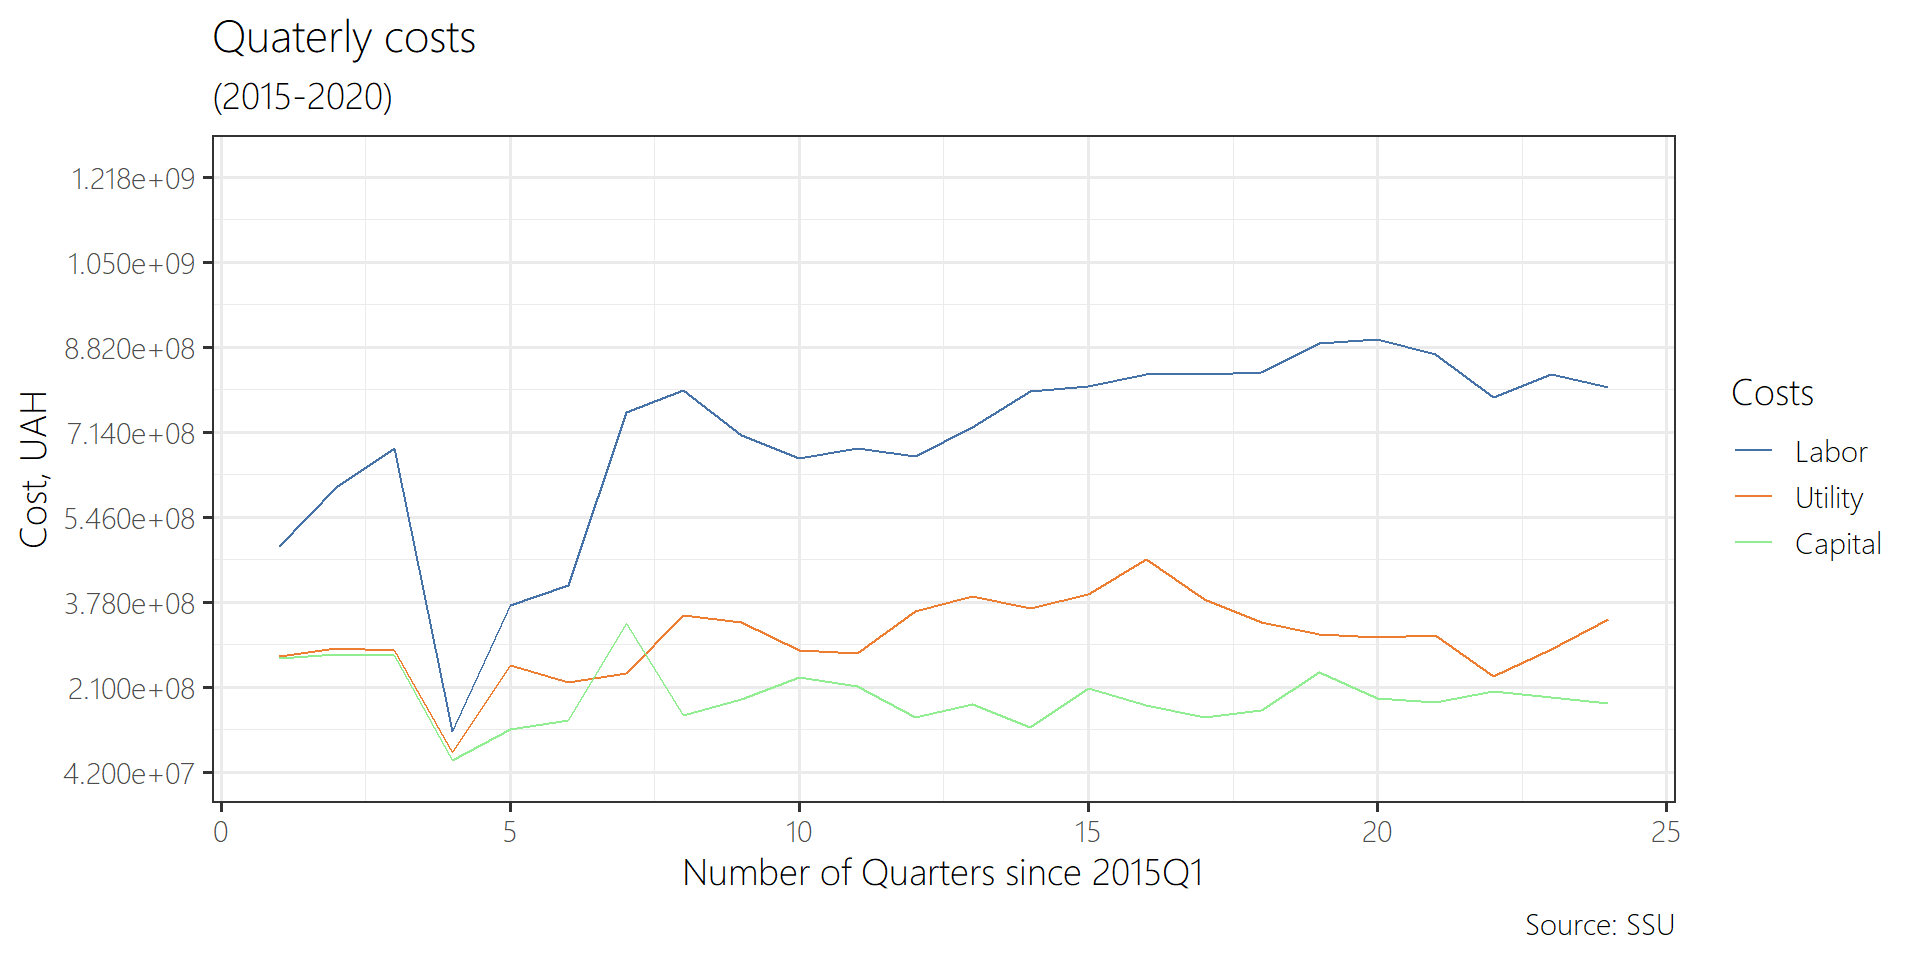 Quaterly costs
(2015-2020)
1.218e+09
1.050e+09
8.820e+08
7.140e+08
5.460e+08
3.780e+08
2.100e+08
4.200e+07
Cost, UAH
0 5 10 15 20 25
Number of Quarters since 2015Q1
Costs
Labor
Utility
Capital
Source: SSU